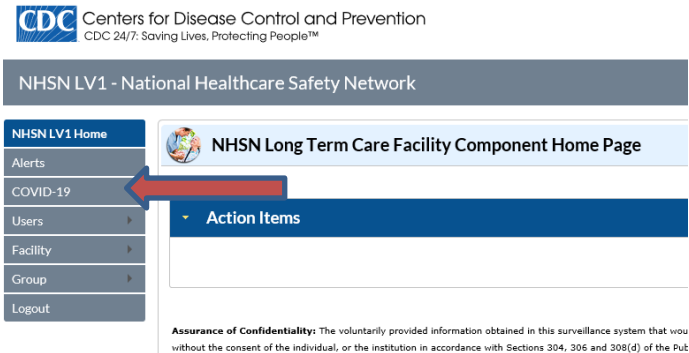 CDC Centers for Disease Control and Prevention
CDC 24/7: Saving Lives, Protecting People™
NHSN LV1 - National Healthcare Safety Network
NHSN LV1 Home
Alerts
COVID-19
Users
Facility
Group
Logout
NHSN Long Term Care Facility Component Home Page
Action Items
Assurance of Confidentiality: The voluntarily provided information obtained in this surveillance system that wou
without the consent of the individual, or the institution in accordance with Sections 304, 306 and 308(d) of the Pub